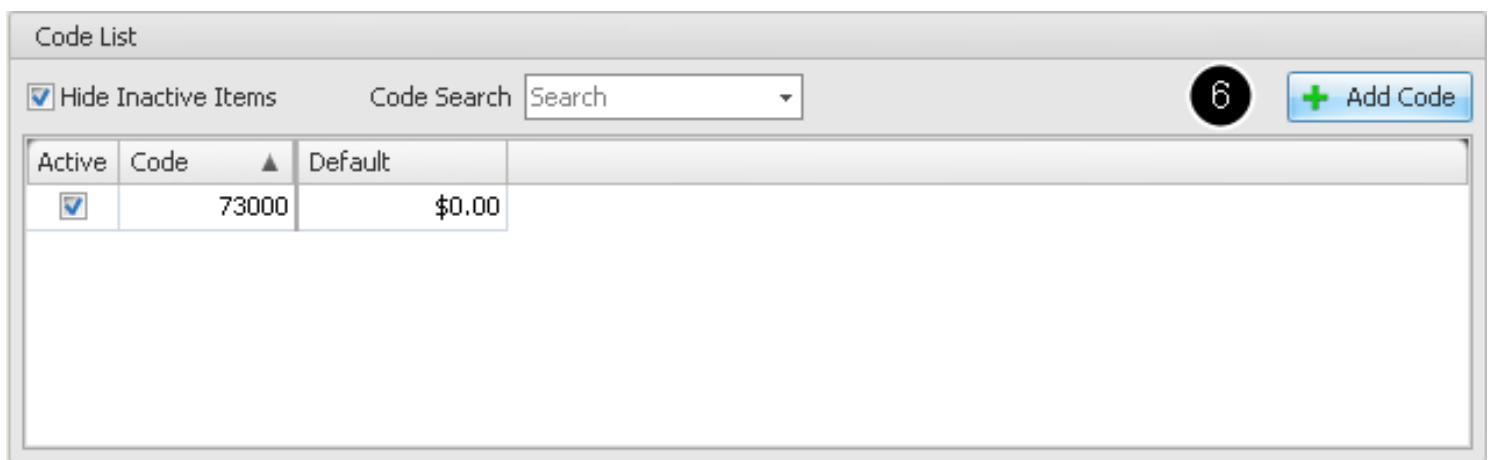 Code List
Hide Inactive Items Code Search Search 6 Add Code
Active Code Default
73000 $0.00